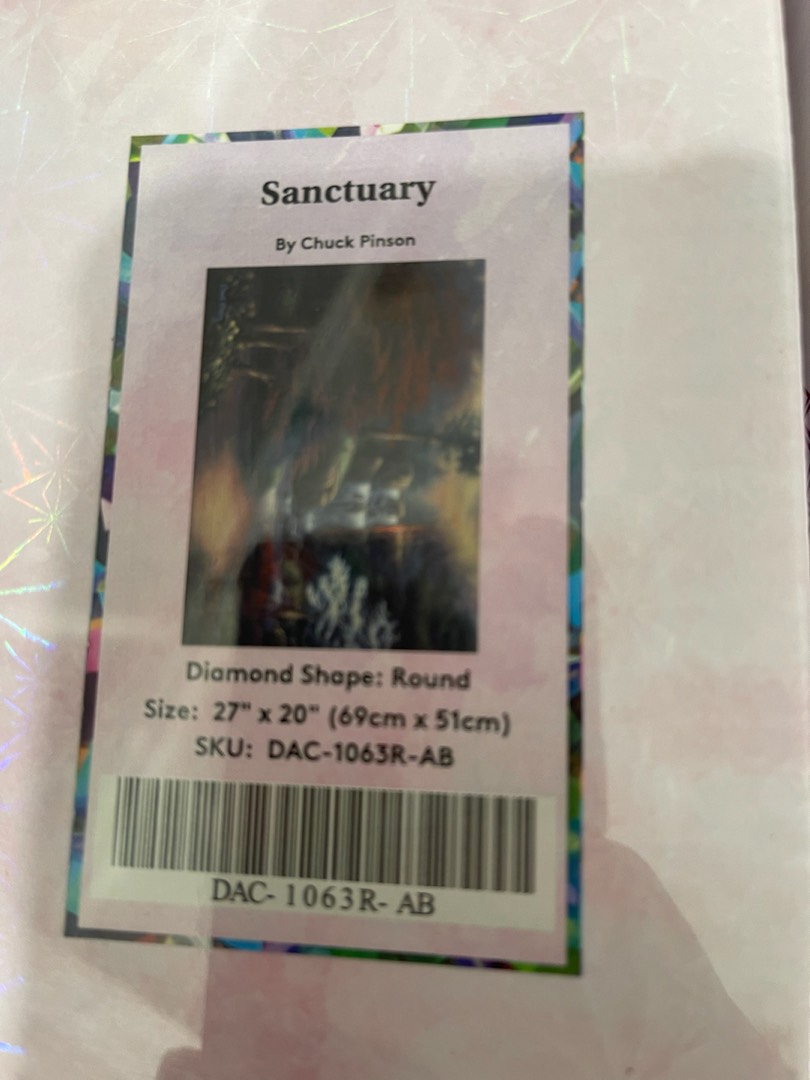 Sanctuary
By Chuck Pinson
Diamond Shape: Round
Size: 27" x 20" (69cm x 51cm)
SKU: DAC-1063R-AB
DAC- 1063R- AB